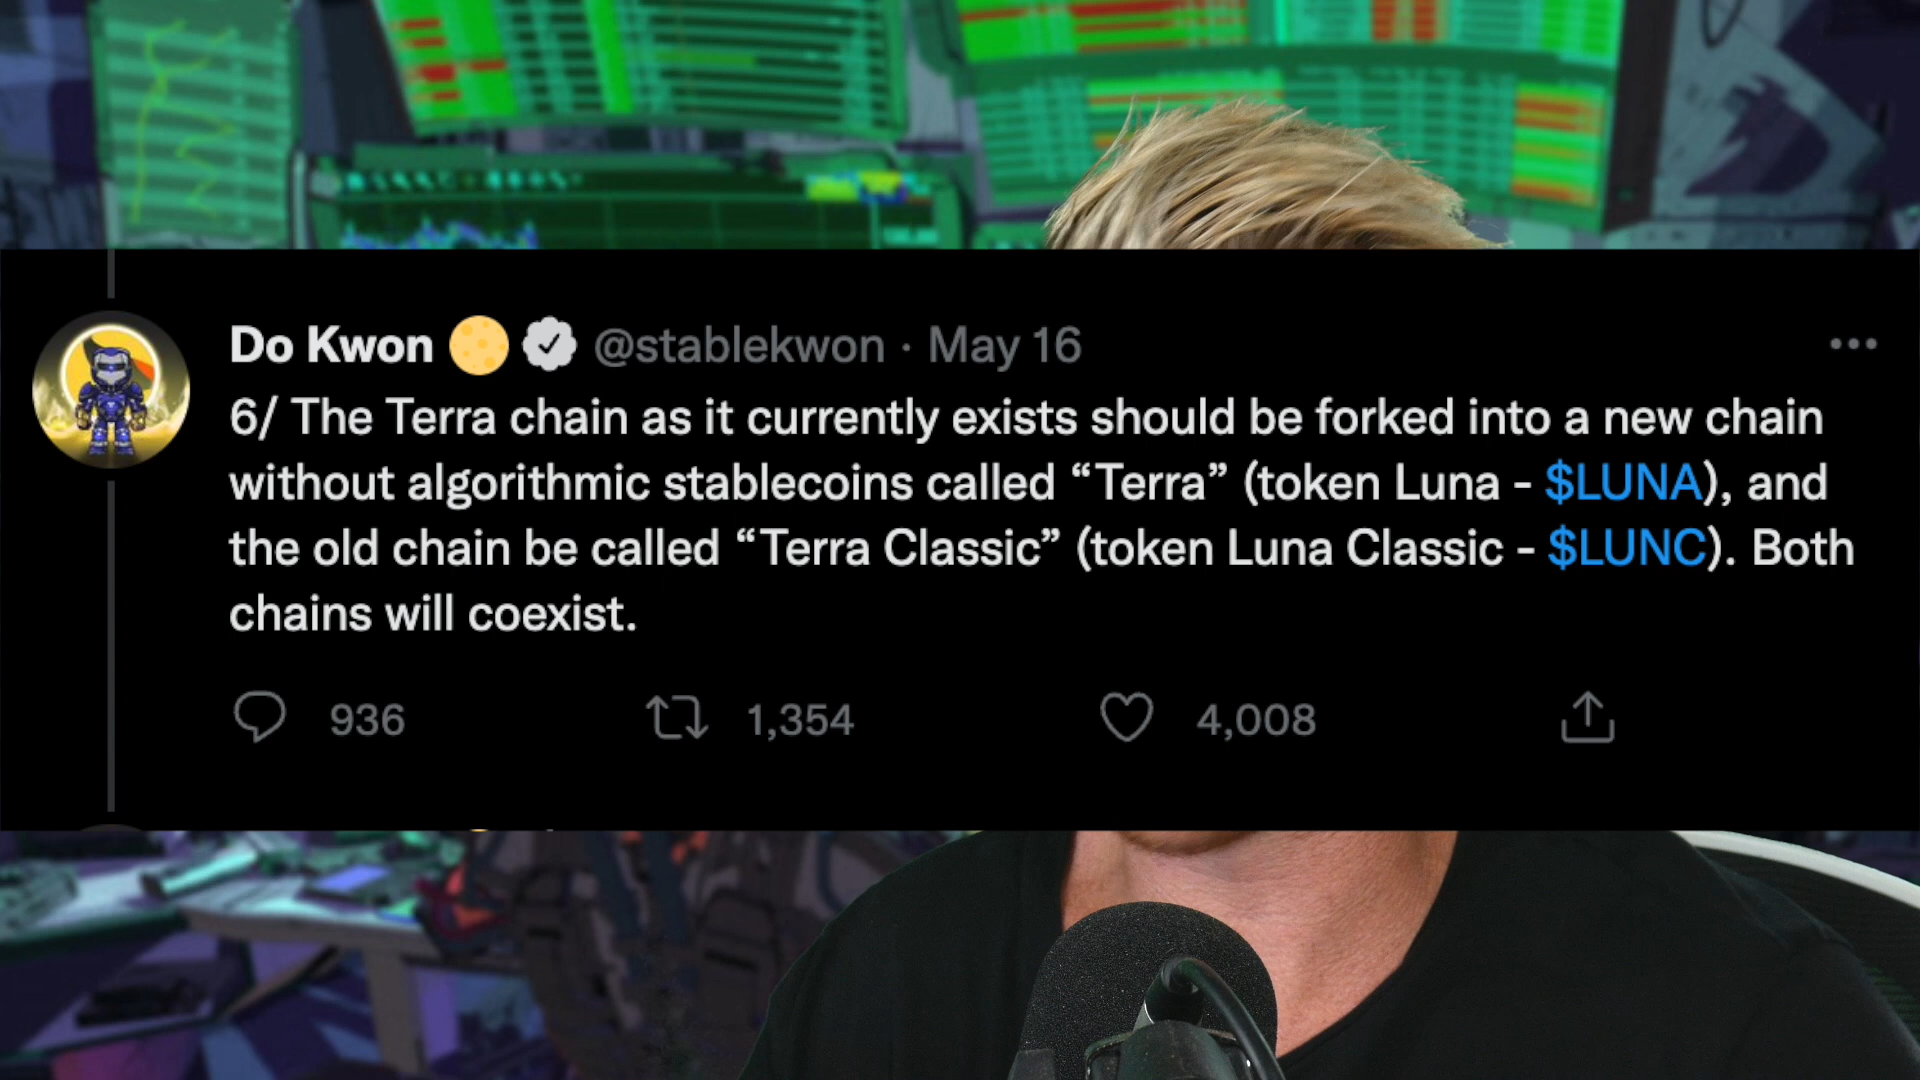 Do Kwon @stablekwon · May 16
6/ The Terra chain as it currently exists should be forked into a new chain
without algorithmic stablecoins called “Terra” (token Luna - $LUNA), and
the old chain be called “Terra Classic” (token Luna Classic - $LUNC). Both
chains will coexist.
936 1,354 4,008